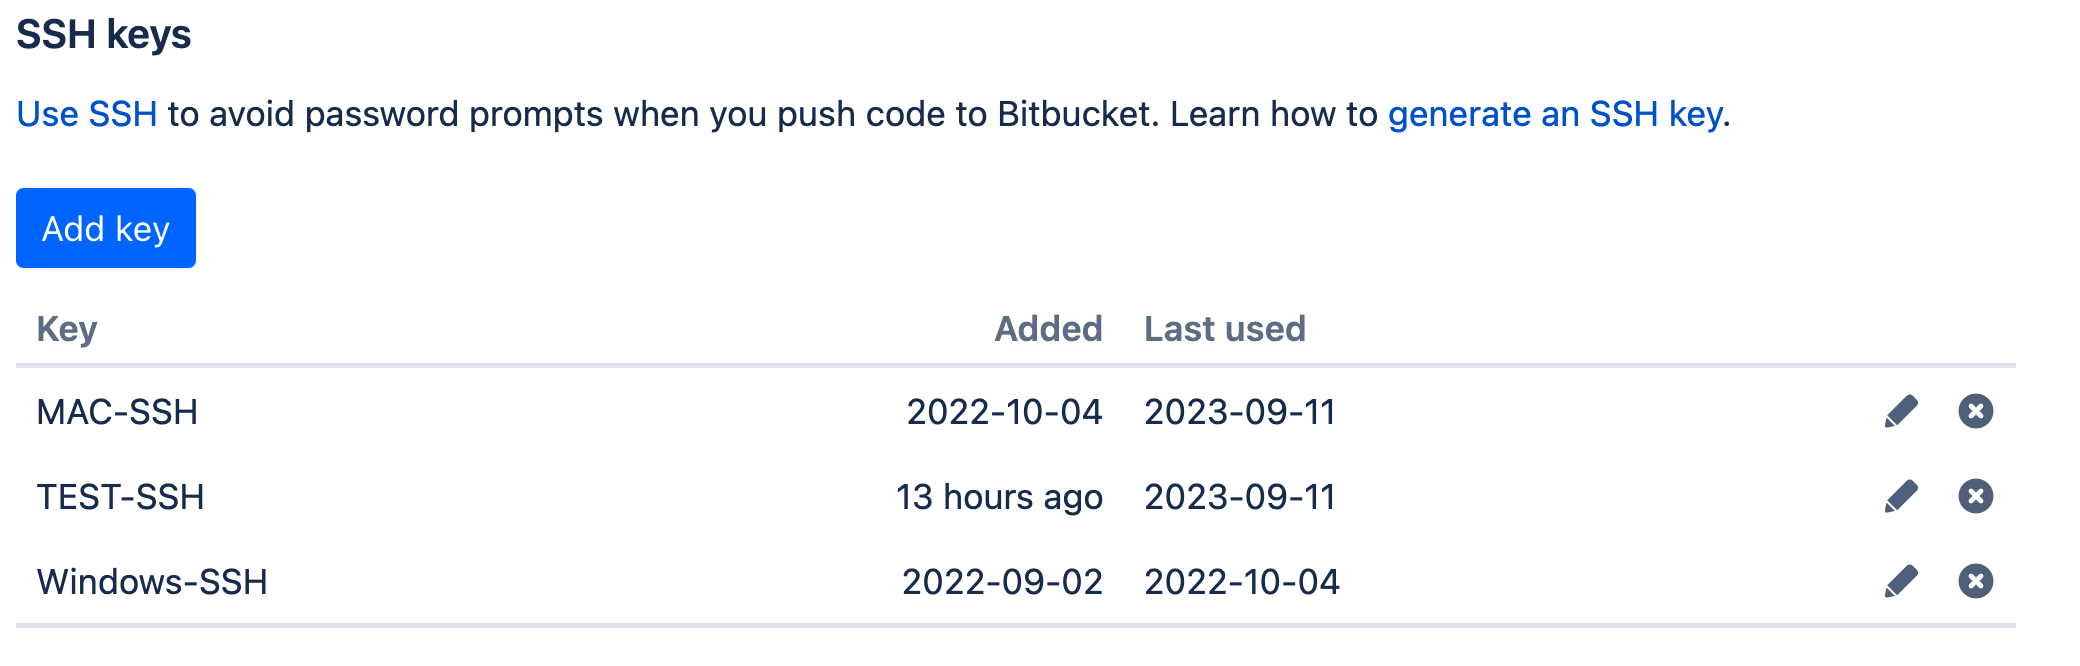 SSH keys
Use SSH to avoid password prompts when you push code to Bitbucket. Learn how to generate an SSH key.
Add key
Key Added Last used
MAC-SSH 2022-10-04 2023-09-11
TEST-SSH 13 hours ago 2023-09-11
Windows-SSH 2022-09-02 2022-10-04